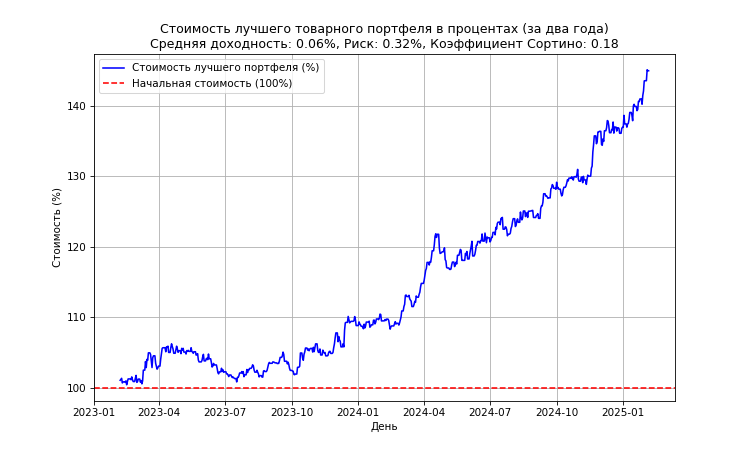 Стоимость лучшего товарного портфеля в процентах (за два года)
Средняя доходность: 0.06%, Риск: 0.32%, Коэффициент Сортино: 0.18
Стоимость лучшего портфеля (%)
Начальная стоимость (100%)
Стоимость (%)
140
130
120
110
100
2023-01 2023-04 2023-07 2023-10 2024-01 2024-04 2024-07 2024-10 2025-01
День